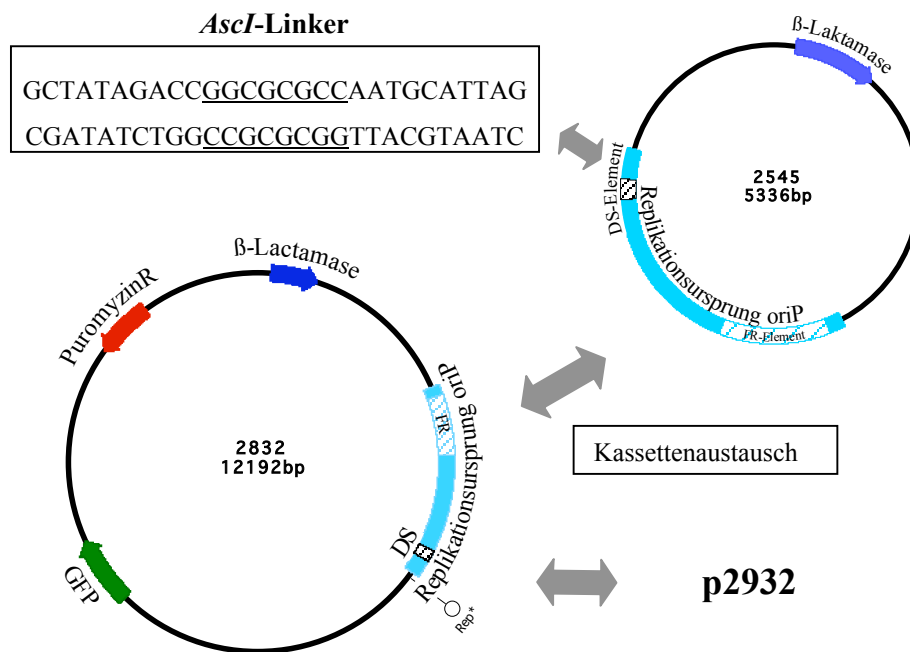 AscI-Linker
GCTATAGACCGGCGCGCCAATGCATTAG
CGATATCTGGCCGCGCGGTTACGTAATC
ß-Laktamase
DS-Element
2545
5336bp
Replikationsursprung oriP
FR-Element
ß-Lactamase
PuromyzinR
2832
12192bp
FR
Replikationsursprung oriP
DS
Rep*
GFP
Kassettenaustausch
p2932